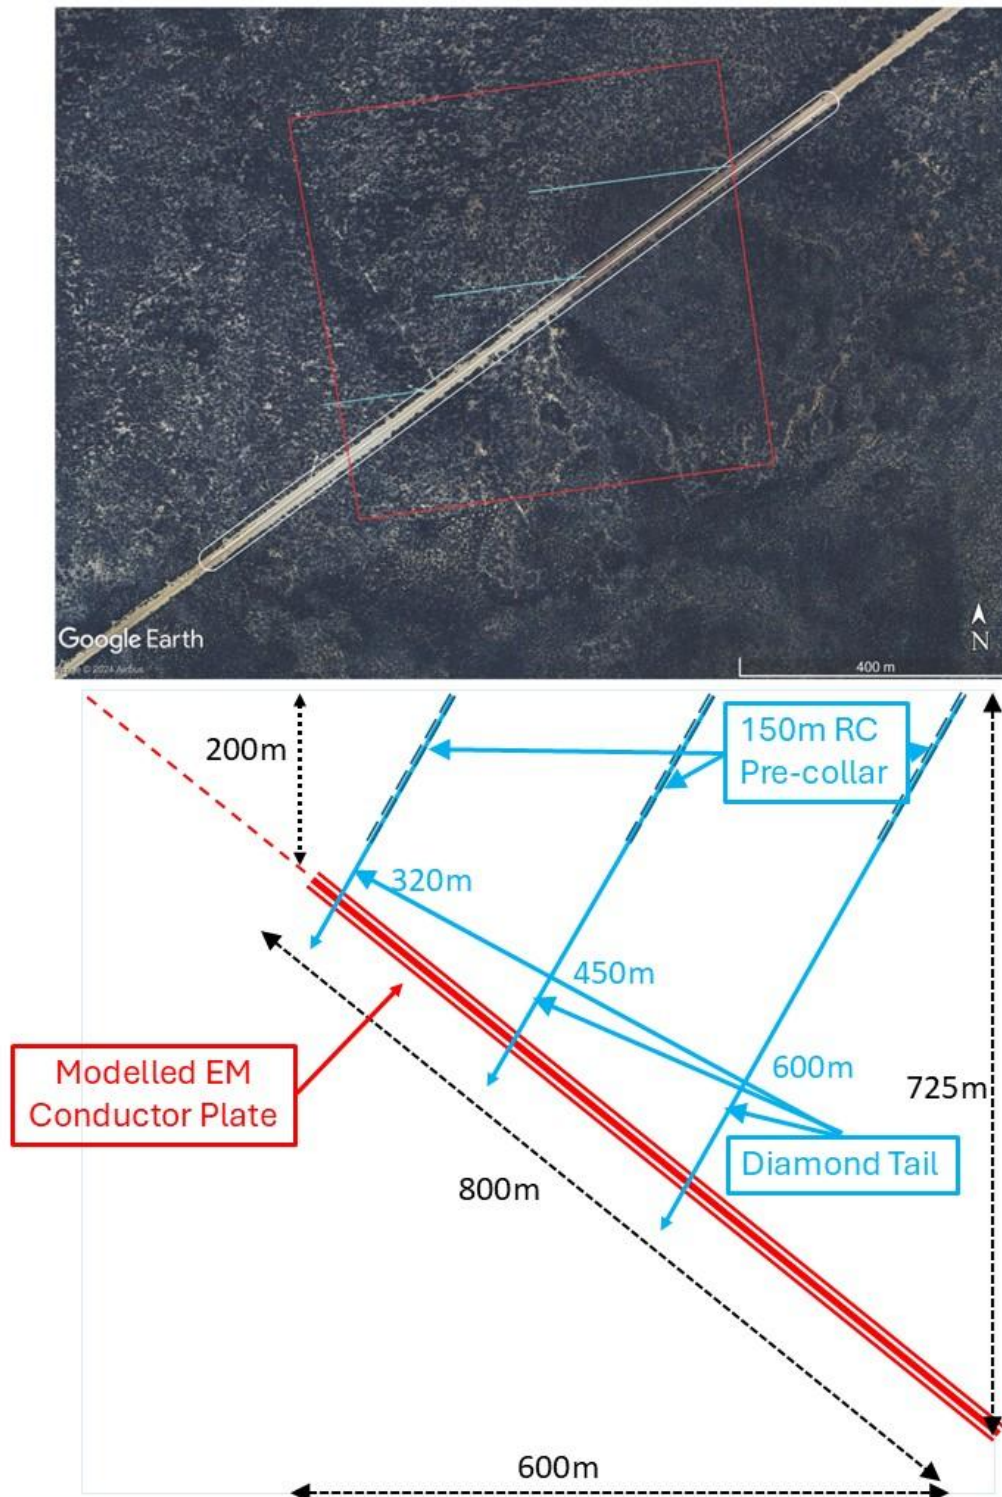 Google Earth
N
400 m
200m
150m RC
Pre-collar
320m
450m
Modelled EM
Conductor Plate
600m
725m
Diamond Tail
800m
600m